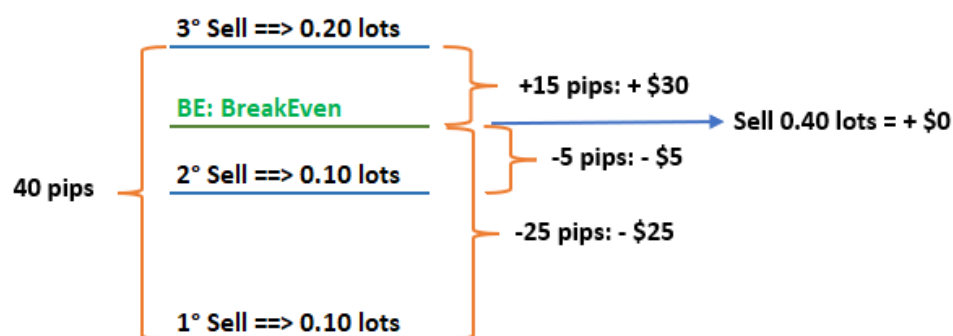 3° Sell ==> 0.20 lots
+15 pips: + $30
BE: BreakEven
Sell 0.40 lots = + $0
-5 pips: - $5
2° Sell ==> 0.10 lots
40 pips
-25 pips: - $25
1° Sell ==> 0.10 lots